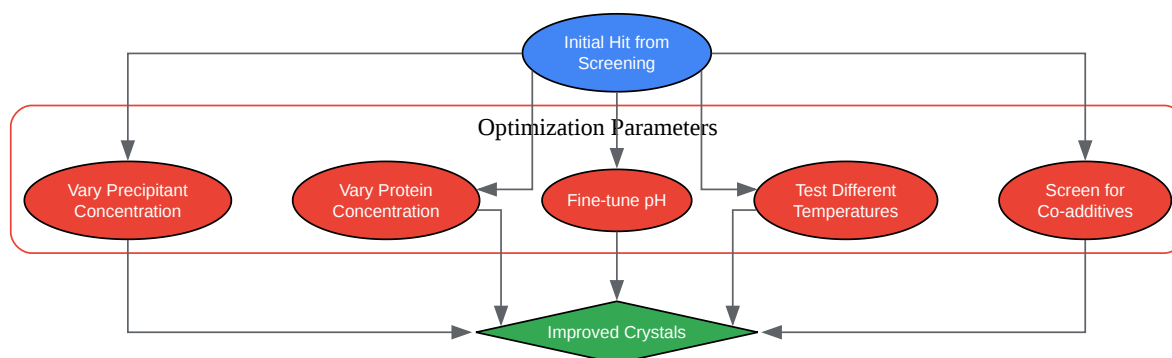 Initial Hit from
Screening
Optimization Parameters
Vary Precipitant
Concentration
Vary Protein
Concentration
Fine-tune pH
Test Different
Temperatures
Screen for
Co-additives
Improved Crystals